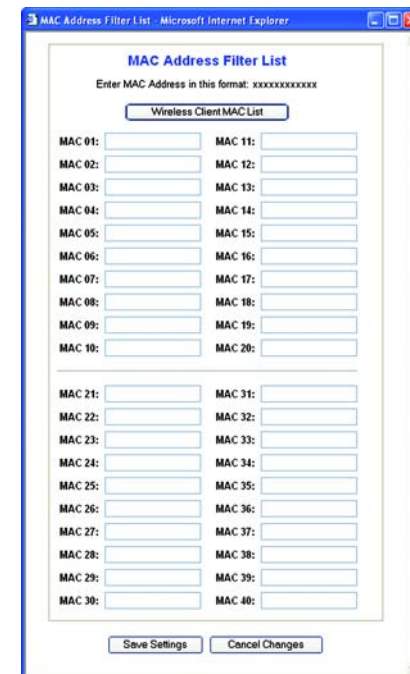 MAC Address Filter List - Microsoft Internet Explorer
MAC Address Filter List
Enter MAC Address in this format: xxxxxxxxxxxx
Wireless Client MAC List
MAC 01: MAC 11:
MAC 02: MAC 12:
MAC 03: MAC 13:
MAC 04: MAC 14:
MAC 05: MAC 15:
MAC 06: MAC 16:
MAC 07: MAC 17:
MAC 08: MAC 18:
MAC 09: MAC 19:
MAC 10: MAC 20:
MAC 21: MAC 31:
MAC 22: MAC 32:
MAC 23: MAC 33:
MAC 24: MAC 34:
MAC 25: MAC 35:
MAC 26: MAC 36:
MAC 27: MAC 37:
MAC 28: MAC 38:
MAC 29: MAC 39:
MAC 30: MAC 40:
Save Settings Cancel Changes